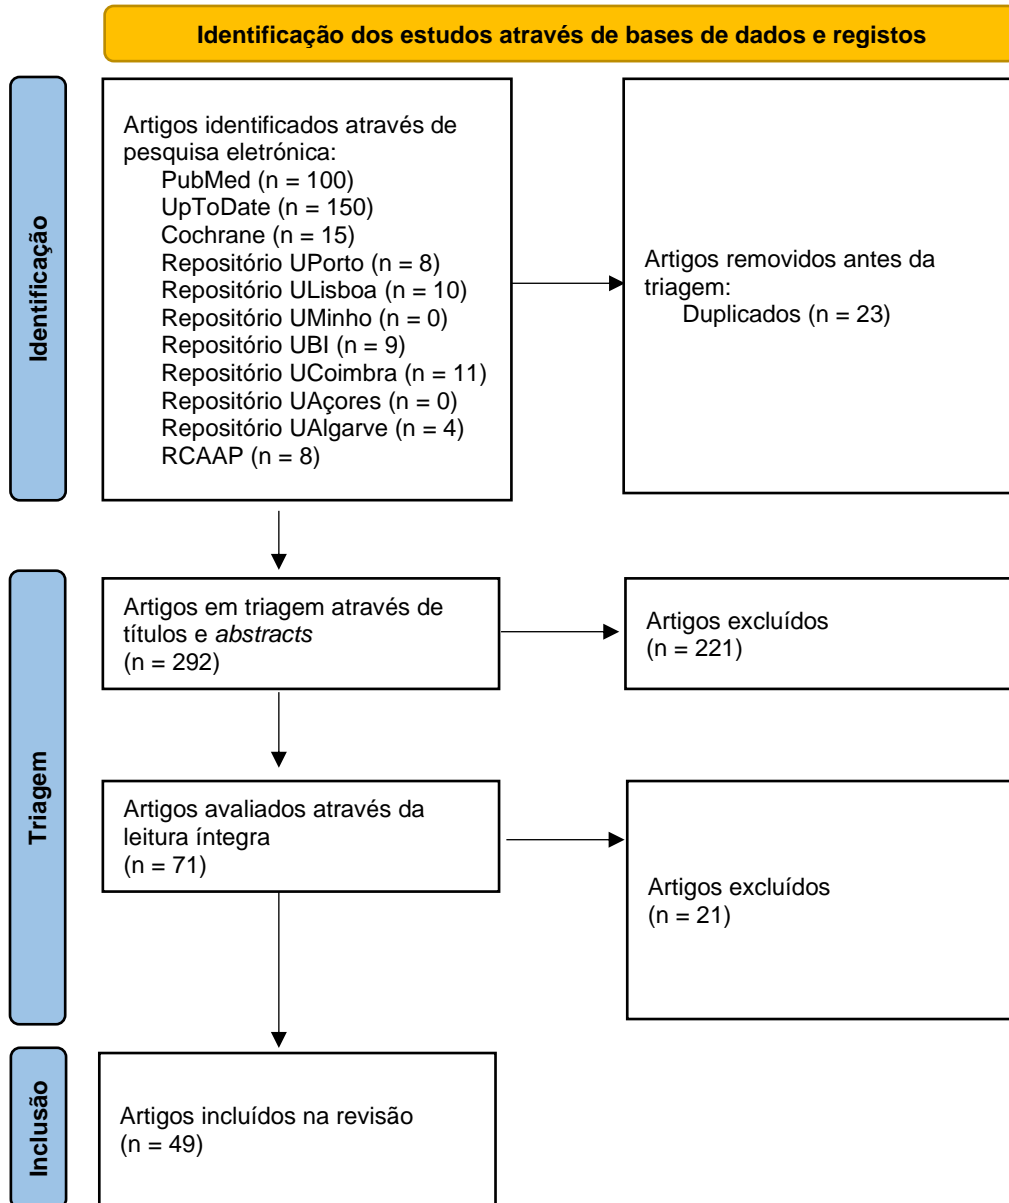 Identificação dos estudos através de bases de dados e registos
Identificação
Artigos identificados através de
pesquisa eletrónica:
PubMed (n = 100)
UpToDate (n = 150)
Cochrane (n = 15)
Repositório UPorto (n = 8)
Repositório ULisboa (n = 10)
Repositório UMinho (n = 0)
Repositório UBI (n = 9)
Repositório UCoimbra (n = 11)
Repositório UAçores (n = 0)
Repositório UAlgarve (n = 4)
RCAAP (n = 8)
Artigos removidos antes da
triagem:
Duplicados (n = 23)
Triagem
Artigos em triagem através de
títulos e abstracts
(n = 292)
Artigos excluídos
(n = 221)
Artigos avaliados através da
leitura íntegra
(n = 71)
Artigos excluídos
(n = 21)
Inclusão
Artigos incluídos na revisão
(n = 49)